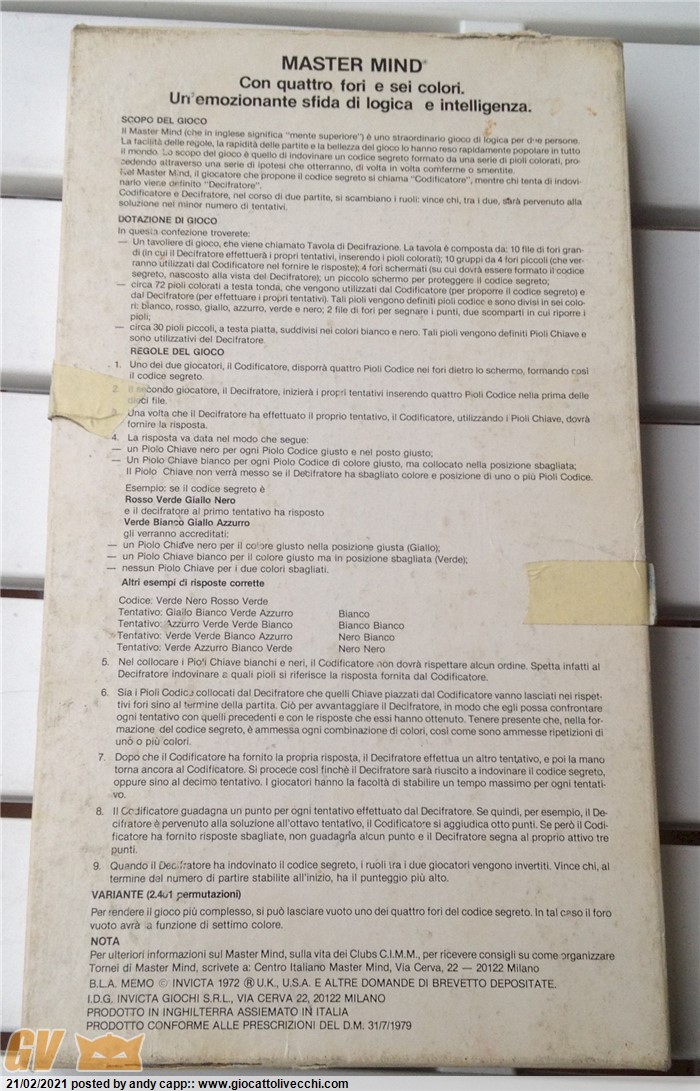 MASTER MIND®
Con quattro fori e sei colori.
Un'emozionante sfida di logica e intelligenza.
SCOPO DEL GIOCO
Il Master Mind (che in inglese significa "mente superiore") è uno straordinario gioco di logica per due persone.
La facilità delle regole, la rapidità delle partite e la bellezza del gioco lo hanno reso rapidamente popolare in tutto
il mondo. Lo scopo del gioco è quello di indovinare un codice segreto formato da una serie di pioli colorati, pro-
cedendo attraverso una serie di ipotesi che otterranno, di volta in volta comferme o smentite.
Nel Master Mind, il giocatore che propone il codice segreto si chiama "Codificatore", mentre chi tenta di indovi-
narlo viene definito "Decifratore".
Codificatore e Decifratore, nel corso di due partite, si scambiano i ruoli: vince chi, tra i due, sarà pervenuto alla
soluzione nel minor numero di tentativi.
DOTAZIONE DI GIOCO
In questa confezione troverete:
— Un tavoliere di gioco, che viene chiamato Tavola di Decifrazione. La tavola è composta da: 10 file di fori gran-
di (in cui il Decifratore effettuerà i propri tentativi, inserendo i pioli colorati); 10 gruppi da 4 fori piccoli (che ver-
ranno utilizzati dal Codificatore nel fornire le risposte); 4 fori schermati (su cui dovrà essere formato il codice
segreto, nascosto alla vista del Decifratore); un piccolo schermo per proteggere il codice segreto;
— circa 72 pioli colorati a testa tonda, che vengono utilizzati dal Codificatore (per proporre il codice segreto) e
dal Decifratore (per effettuare i propri tentativi). Tali pioli vengono definiti pioli codice e sono divisi in sei colo-
ri: bianco, rosso, giallo, azzurro, verde e nero; 2 file di fori per segnare i punti, due scomparti in cui riporre i
pioli;
— circa 30 pioli piccoli, a testa piatta, suddivisi nei colori bianco e nero. Tali pioli vengono definiti Pioli Chiave e
sono utilizzati del Decifratore.
REGOLE DEL GIOCO
1. Uno dei due giocatori, il Codificatore, disporrà quattro Pioli Codice nei fori dietro lo schermo, formando così
il codice segreto.
2. Il secondo giocatore, il Decifratore, inizierà i propri tentativi inserendo quattro Pioli Codice nella prima delle
dieci file.
3. Una volta che il Decifratore ha effettuato il proprio tentativo, il Codificatore, utilizzando i Pioli Chiave, dovrà
fornire la risposta.
4. La risposta va data nel modo che segue:
— un Piolo Chiave nero per ogni Piolo Codice giusto e nel posto giusto;
— Un Piolo Chiave bianco per ogni Piolo Codice di colore giusto, ma collocato nella posizione sbagliata;
Il Piolo Chiave non verrà messo se il Decifratore ha sbagliato colore e posizione di uno o più Pioli Codice.
Esempio: se il codice segreto è
Rosso Verde Giallo Nero
e il decifratore al primo tentativo ha risposto
Verde Bianco Giallo Azzurro
gli verranno accreditati:
— un Piolo Chiave nero per il colore giusto nella posizione giusta (Giallo);
— un Piolo Chiave bianco per il colore giusto ma in posizione sbagliata (Verde);
— nessun Piolo Chiave per i due colori sbagliati.
Altri esempi di risposte corrette
Codice: Verde Nero Rosso Verde
Tentativo: Giallo Bianco Verde Azzurro Bianco
Tentativo: Azzurro Verde Verde Bianco Bianco Bianco
Tentativo: Verde Verde Bianco Azzurro Nero Bianco
Tentativo: Verde Azzurro Bianco Verde Nero Nero
5. Nel collocare i Pioli Chiave bianchi e neri, il Codificatore non dovrà rispettare alcun ordine. Spetta infatti al
Decifratore indovinare a quali pioli si riferisce la risposta fornita dal Codificatore.
6. Sia i Pioli Codice collocati dal Decifratore che quelli Chiave piazzati dal Codificatore vanno lasciati nei rispet-
tivi fori sino al termine della partita. Ciò per avvantaggiare il Decifratore, in modo che egli possa confrontare
ogni tentativo con quelli precedenti e con le risposte che essi hanno ottenuto. Tenere presente che, nella for-
mazione del codice segreto, è ammessa ogni combinazione di colori, così come sono ammesse ripetizioni di
uno o più colori.
7. Dopo che il Codificatore ha fornito la propria risposta, il Decifratore effettua un altro tentativo, e poi la mano
torna ancora al Codificatore. Si procede così finchè il Decifratore sarà riuscito a indovinare il codice segreto,
oppure sino al decimo tentativo. I giocatori hanno la facoltà di stabilire un tempo massimo per ogni tentati-
vo.
8. Il Codificatore guadagna un punto per ogni tentativo effettuato dal Decifratore. Se quindi, per esempio, il De-
cifratore è pervenuto alla soluzione all'ottavo tentativo, il Codificatore si aggiudica otto punti. Se però il Codi-
ficatore ha fornito risposte sbagliate, non guadagna alcun punto e il Decifratore segna al proprio attivo tre
punti.
9. Quando il Decifratore ha indovinato il codice segreto, i ruoli tra i due giocatori vengono invertiti. Vince chi, al
termine del numero di partite stabilite all'inizio, ha il punteggio più alto.
VARIANTE (2.401 permutazioni)
Per rendere il gioco più complesso, si può lasciare vuoto uno dei quattro fori del codice segreto. In tal caso il foro
vuoto avrà la funzione di settimo colore.
NOTA
Per ulteriori informazioni sul Master Mind, sulla vita dei Clubs C.I.M.M., per ricevere consigli su come organizzare
Tornei di Master Mind, scrivete a: Centro Italiano Master Mind, Via Cerva, 22 — 20122 Milano
B.L.A. MEMO © INVICTA 1972 ® U.K., U.S.A. E ALTRE DOMANDE DI BREVETTO DEPOSITATE.
I.D.G. INVICTA GIOCHI S.R.L., VIA CERVA 22, 20122 MILANO
PRODOTTO IN INGHILTERRA ASSIEMATO IN ITALIA
PRODOTTO CONFORME ALLE PRESCRIZIONI DEL D.M. 31/7/1979
GV
21/02/2021 posted by andy capp:: www.giocattolivecchi.com